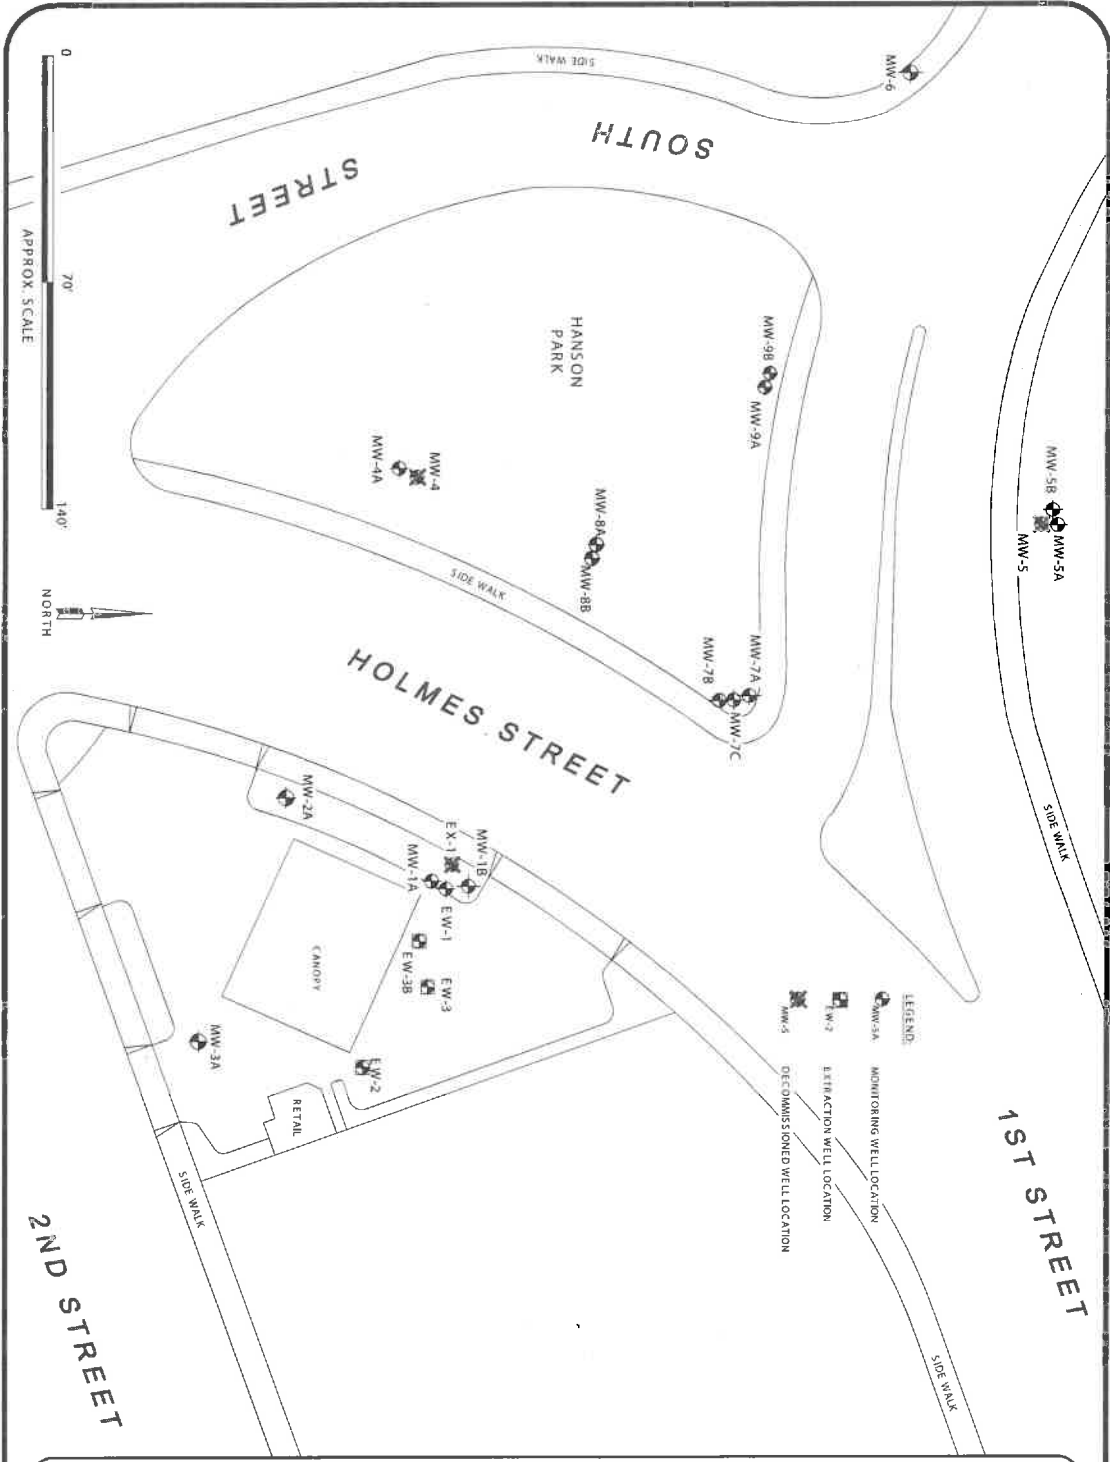 SIDE WALK
MW-6
SOUTH
STREET
0
70'
140'
APPROX. SCALE
NORTH
HANSON
PARK
MW-9B
MW-9A
MW-4
MW-4A
MW-8A
MW-8B
SIDE WALK
MW-7A
MW-7B
MW-7C
MW-5B
MW-5A
MW-5
SIDE WALK
HOLMES STREET
MW-2A
MW-1B
EX-1
MW-1A
EW-1
EW-3B
EW-3
CANOPY
MW-3A
EW-2
RETAIL
SIDE WALK
2ND STREET
LEGEND:
MW-5A MONITORING WELL LOCATION
EW-2 EXTRACTION WELL LOCATION
MW-5 DECOMMISSIONED WELL LOCATION
1ST STREET
SIDE WALK